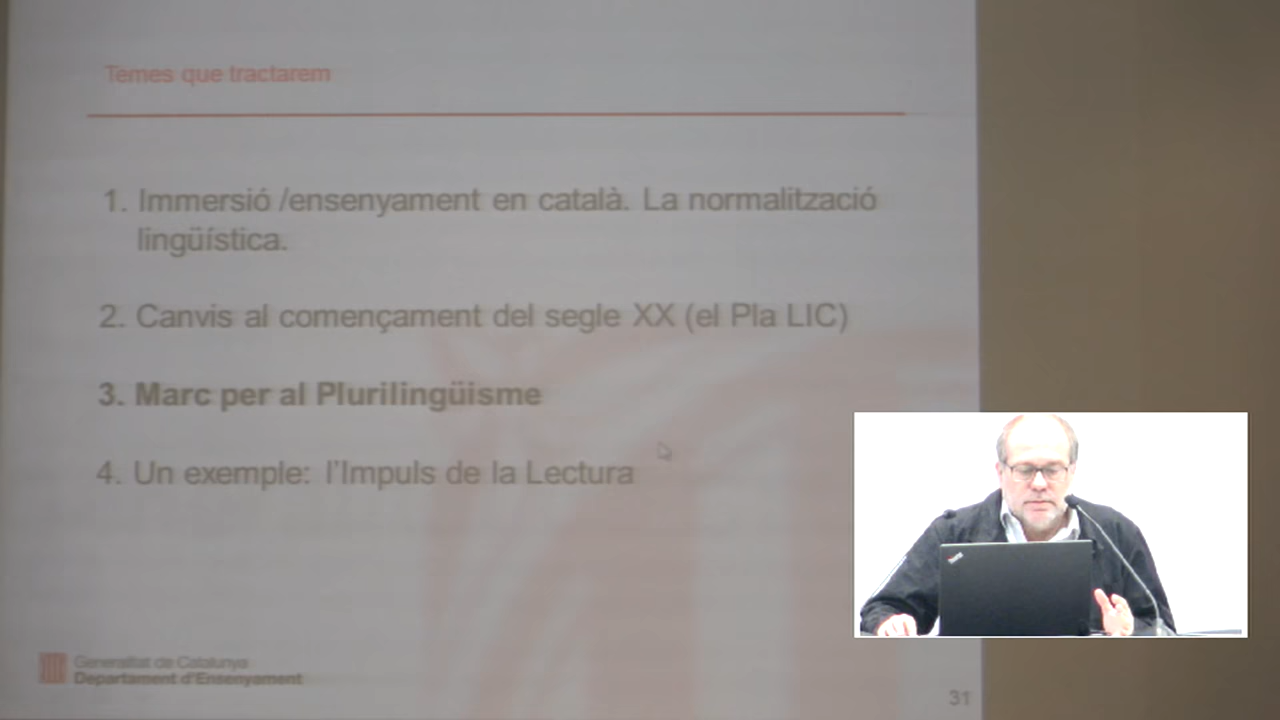 Temes que tractarem
1. Immersió /ensenyament en català. La normalització
lingüística.
2. Canvis al començament del segle XX (el Pla LIC)
3. Marc per al Plurilingüisme
4. Un exemple: l'Impuls de la Lectura
Generalitat de Catalunya
Departament d'Ensenyament
31